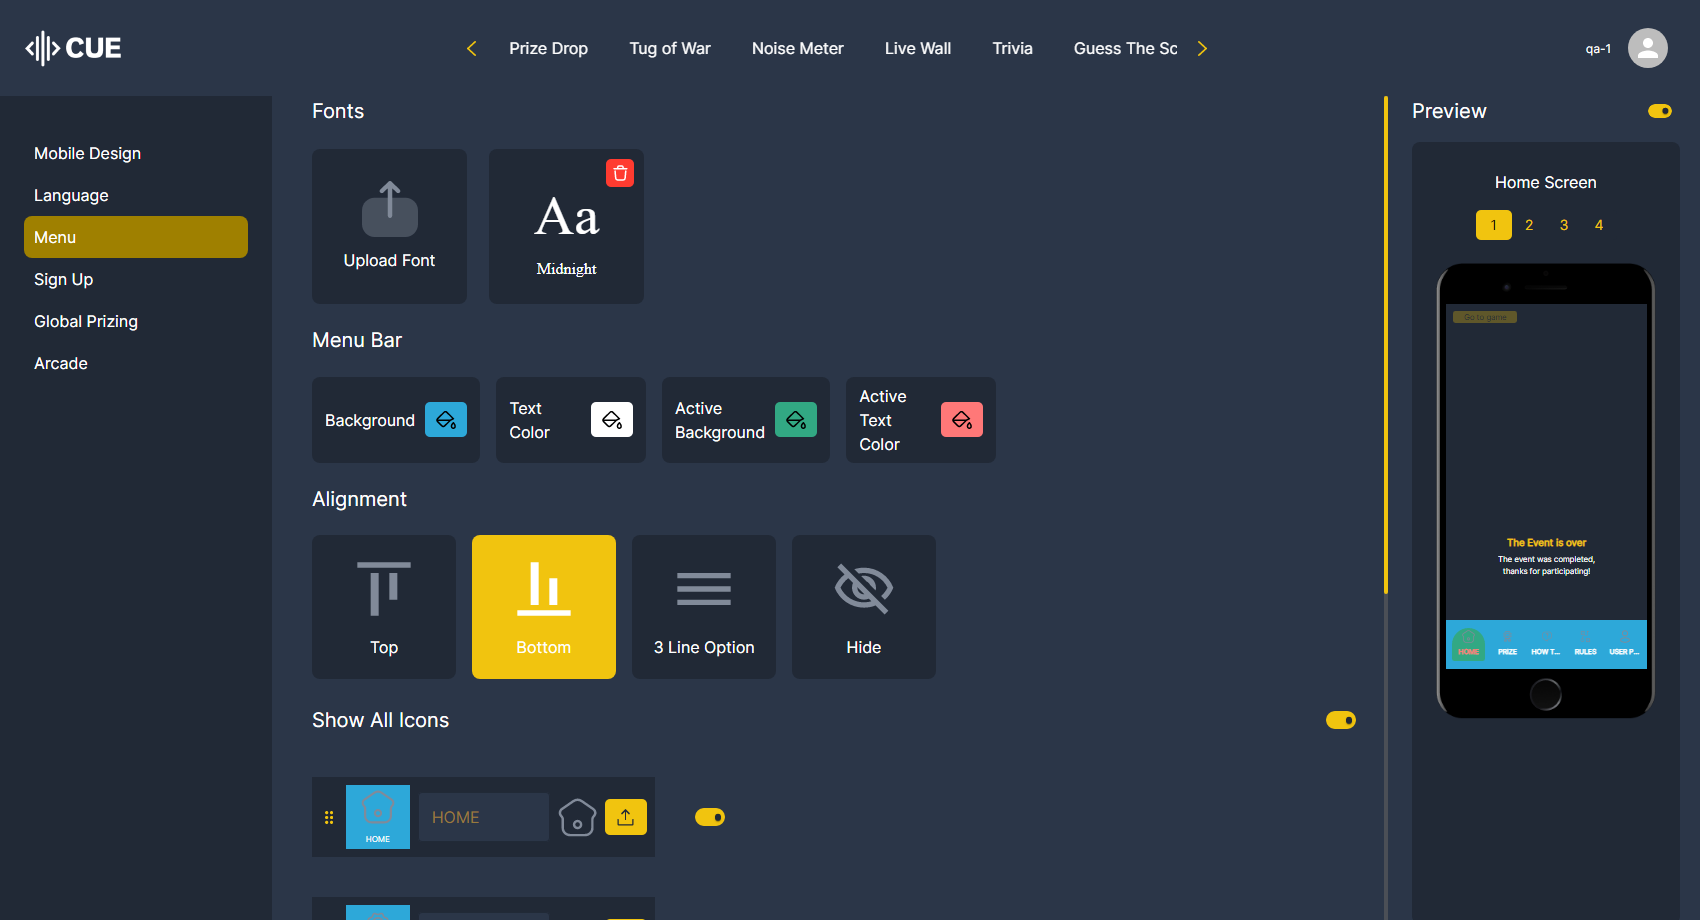 CUE
Prize Drop
Tug of War
Noise Meter
Live Wall
Trivia
Guess The Sc
qa-1
Mobile Design
Language
Menu
Sign Up
Global Prizing
Arcade
Fonts
Upload Font
Aa
Midnight
Menu Bar
Background
Text
Color
Active
Background
Active
Text
Color
Alignment
Top
Bottom
3 Line Option
Hide
Show All Icons
HOME
HOME
Preview
Home Screen
1 2 3 4
Go to game
The Event is over
The event was completed,
thanks for participating!
HOME PRIZE HOW T... RULES USER P...